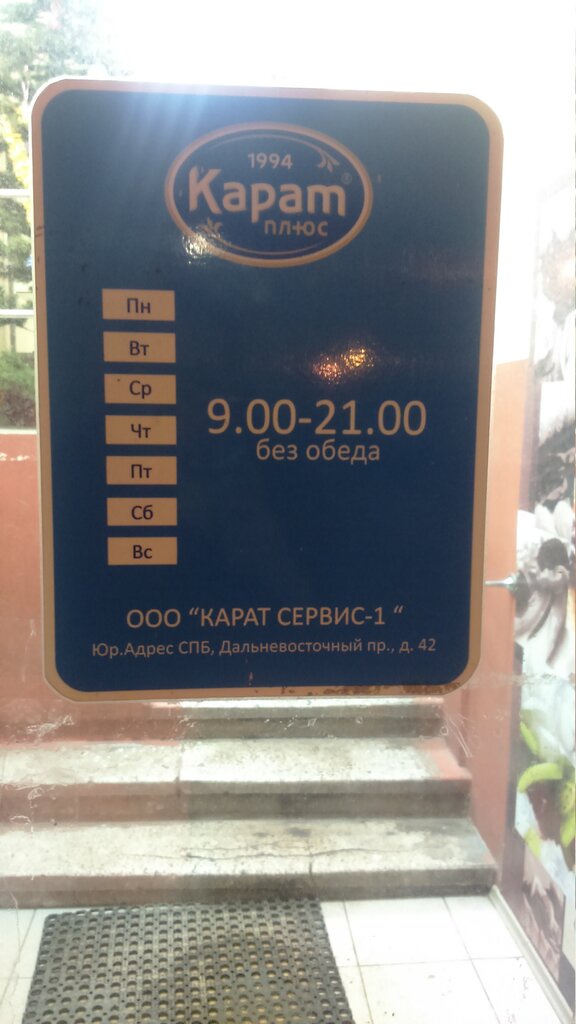 1994
Карат
плюс
Пн
Вт
Ср
Чт
Пт
Сб
Вс
9.00-21.00
без обеда
ООО “КАРАТ СЕРВИС-1 “
Юр.Адрес СПБ, Дальневосточный пр., д. 42